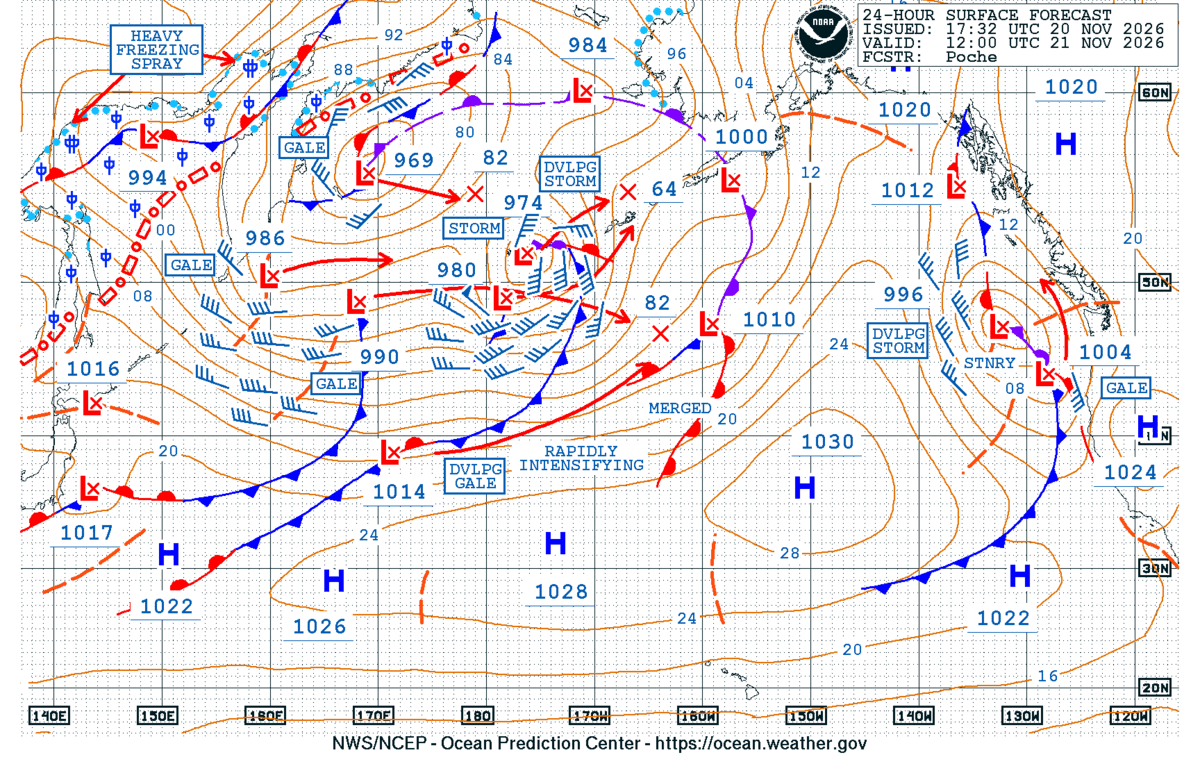 24-HOUR SURFACE FORECAST
ISSUED: 17:32 UTC 20 NOV 2026
VALID: 12:00 UTC 21 NOV 2026
FCSTR: Poche
NOAA
HEAVY
FREEZING
SPRAY
92
88
84
984
96
04
1020
1020
H
60N
80
GALE
969
82
DVLPG
STORM
64
1000
12
L
994
L
L
L
1012
L
974
00
986
STORM
12
20
GALE
980
L
L
50N
08
L
L
82
996
1010
L
24
990
DVLPG
STORM
STNRY
L
1004
1016
GALE
L
08
GALE
L
MERGED
20
H
1030
20
L
RAPIDLY
INTENSIFYING
DVLPG
GALE
1024
L
1014
H
1017
24
H
28
H
H
H
30N
1022
1028
1026
24
1022
20
16
20N
140E
150E
160E
170E
180
170W
160W
150W
140W
130W
120W
NWS/NCEP - Ocean Prediction Center - https://ocean.weather.gov